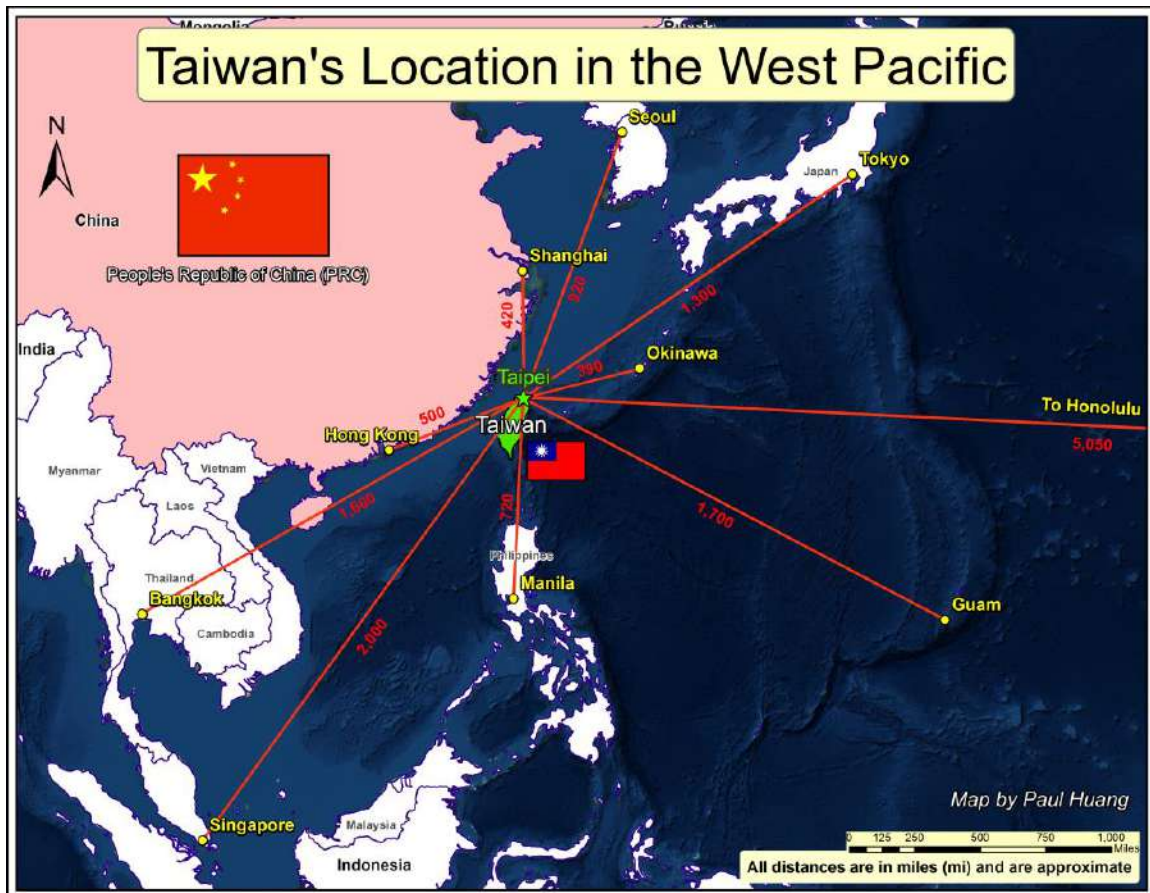 Mongolia
Russia
Taiwan's Location in the West Pacific
N
China
People's Republic of China (PRC)
Seoul
Japan
Tokyo
Shanghai
420
920
1,300
Okinawa
390
Taipei
To Honolulu
5,050
India
500
Hong Kong
Taiwan
Myanmar
Vietnam
Laos
1,600
720
1,700
Philippines
Thailand
Bangkok
Manila
Guam
Cambodia
2,000
Singapore
Malaysia
Indonesia
Map by Paul Huang
0 125 250 500 750 1,000
Miles
All distances are in miles (mi) and are approximate